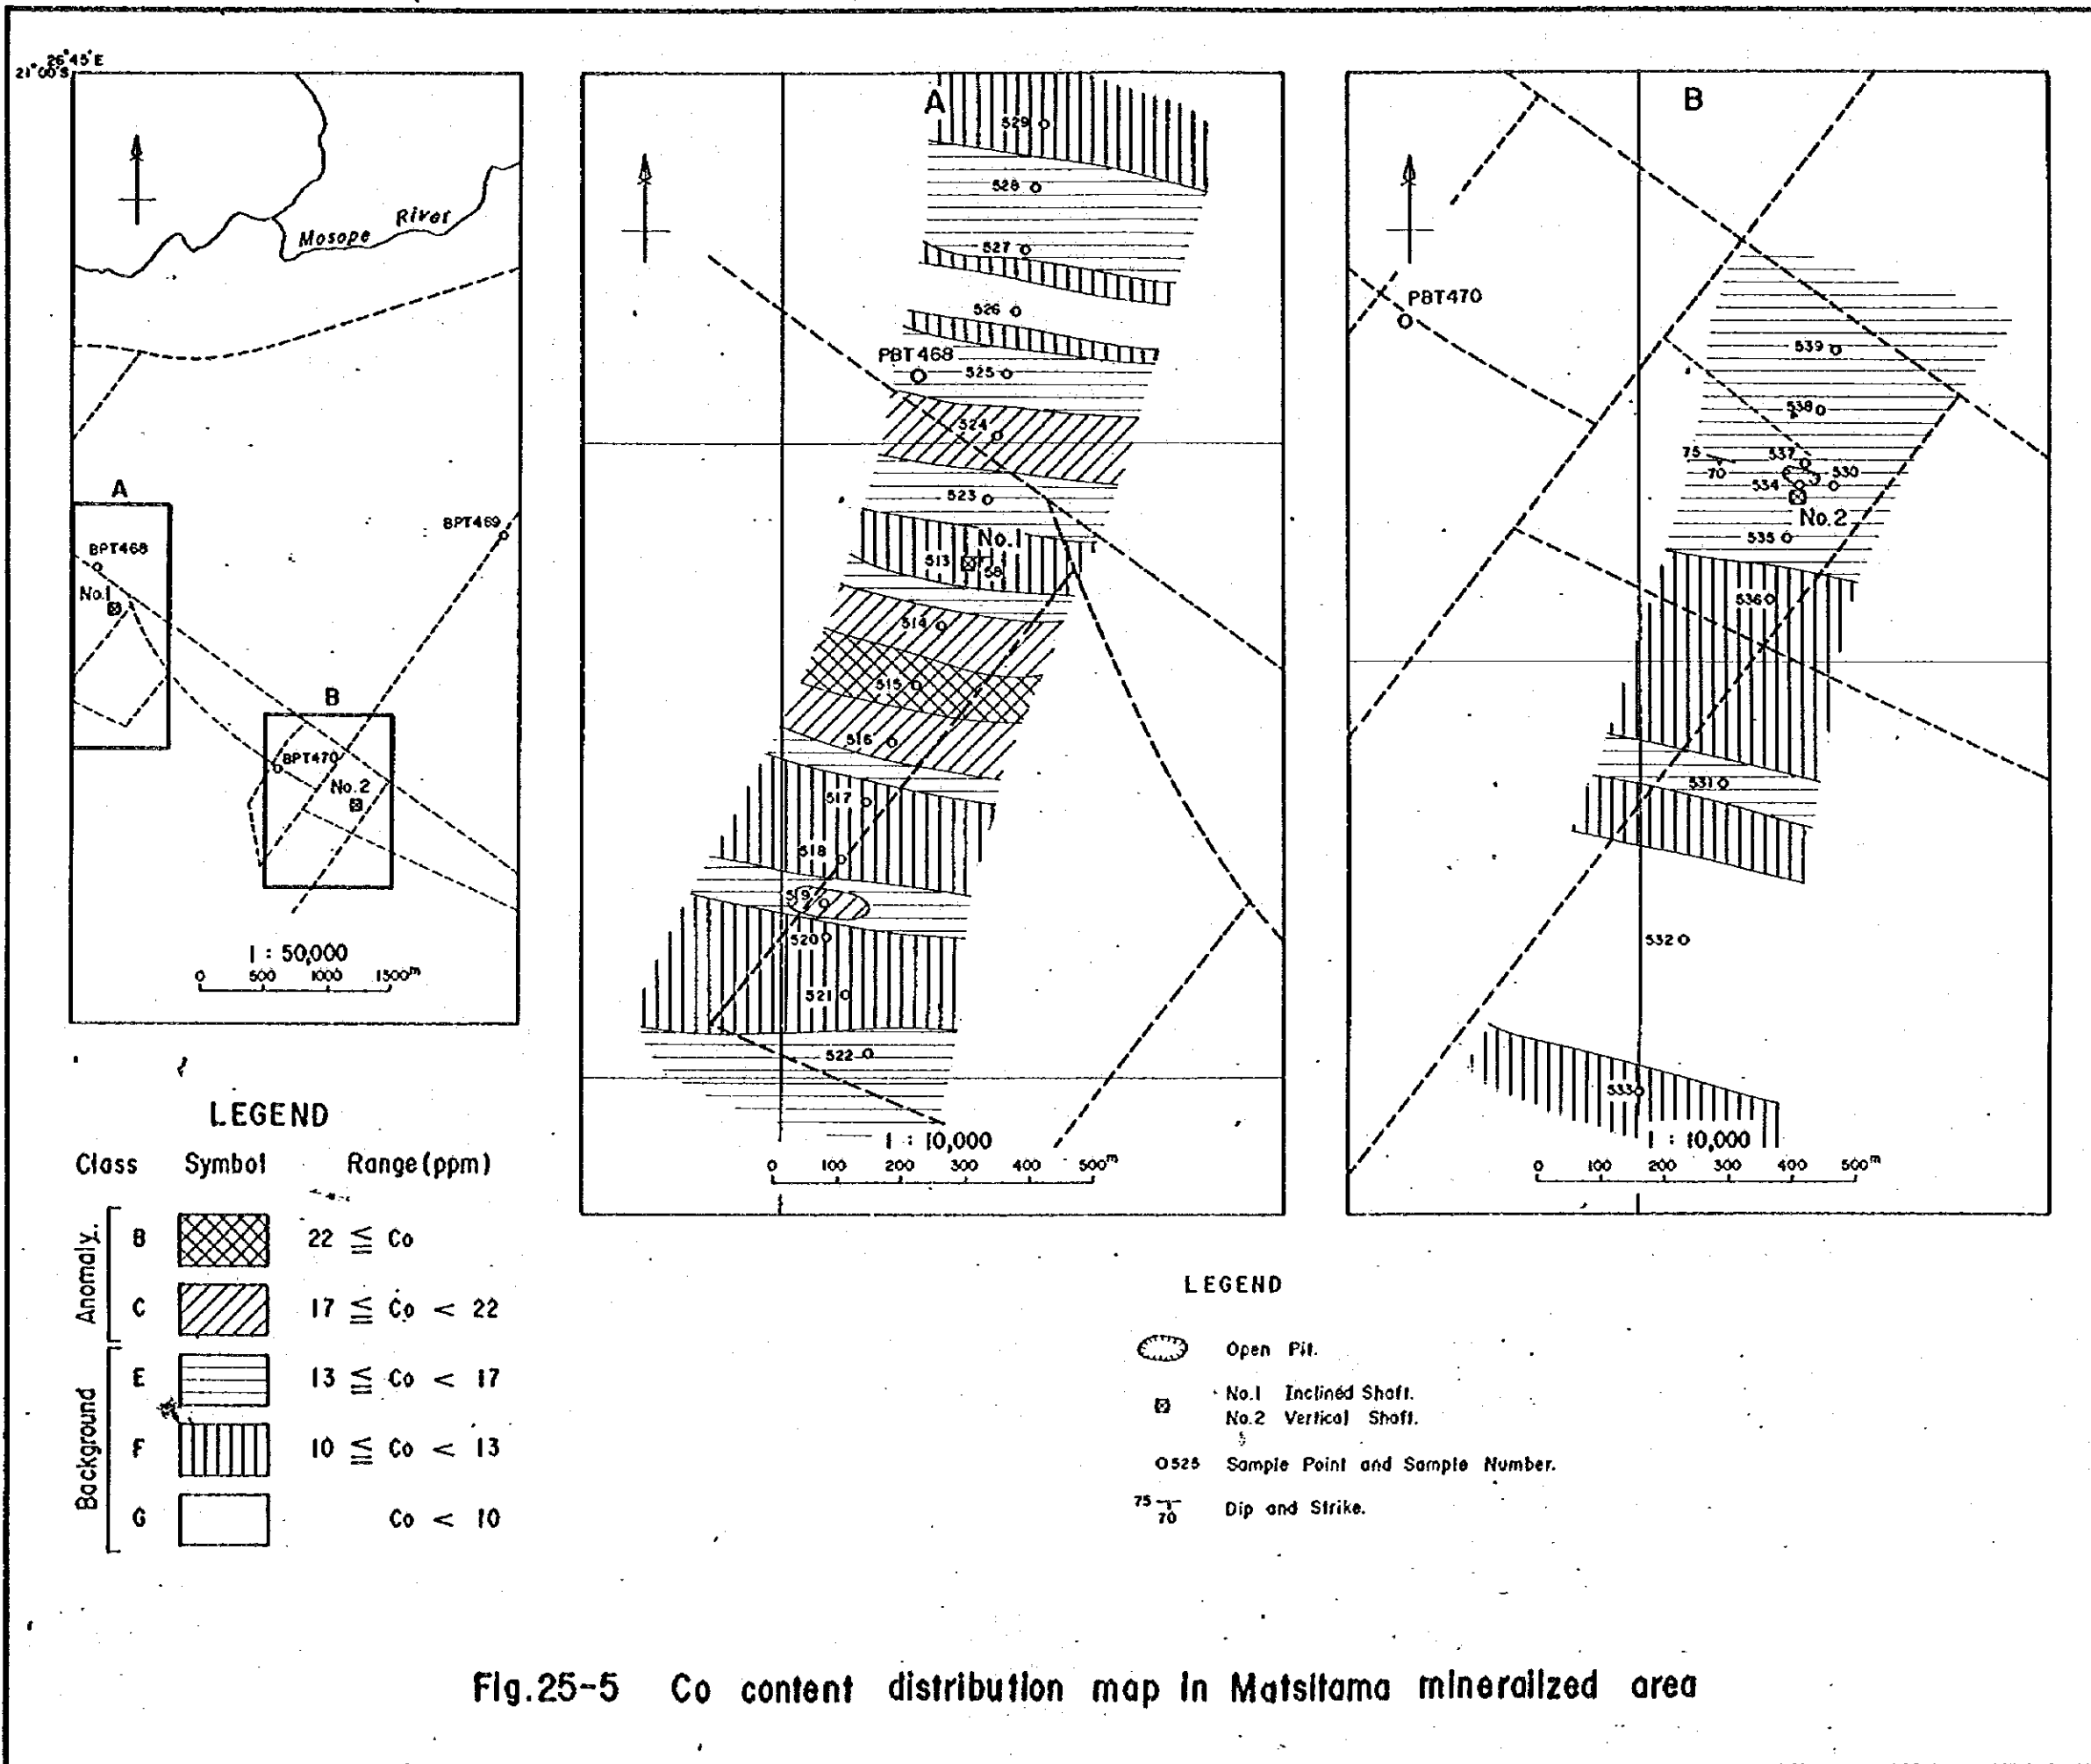 26°45'E
21°00'S
Mosope River
A
BPT468
No.1
BPT469
B
BPT470
No.2
1 : 50,000
0 500 1000 1500m
A
529
528
527
526
PBT468
525
524
523
No.1
513
58
514
515
516
517
518
519
520
521
522
1 : 10,000
0 100 200 300 400 500m
B
PBT470
539
538
75
70
537
530
534
No.2
535
536
531
532
533
1 : 10,000
0 100 200 300 400 500m
LEGEND
Class Symbol Range(ppm)
Anomaly.
B 22 ≦ Co
C 17 ≦ Co < 22
Background
E 13 ≦ Co < 17
F 10 ≦ Co < 13
G Co < 10
LEGEND
Open Pit.
No.1 Inclined Shaft.
No.2 Vertical Shaft.
525 Sample Point and Sample Number.
75
70
Dip and Strike.
Fig.25-5 Co content distribution map in Matsitama mineralized area